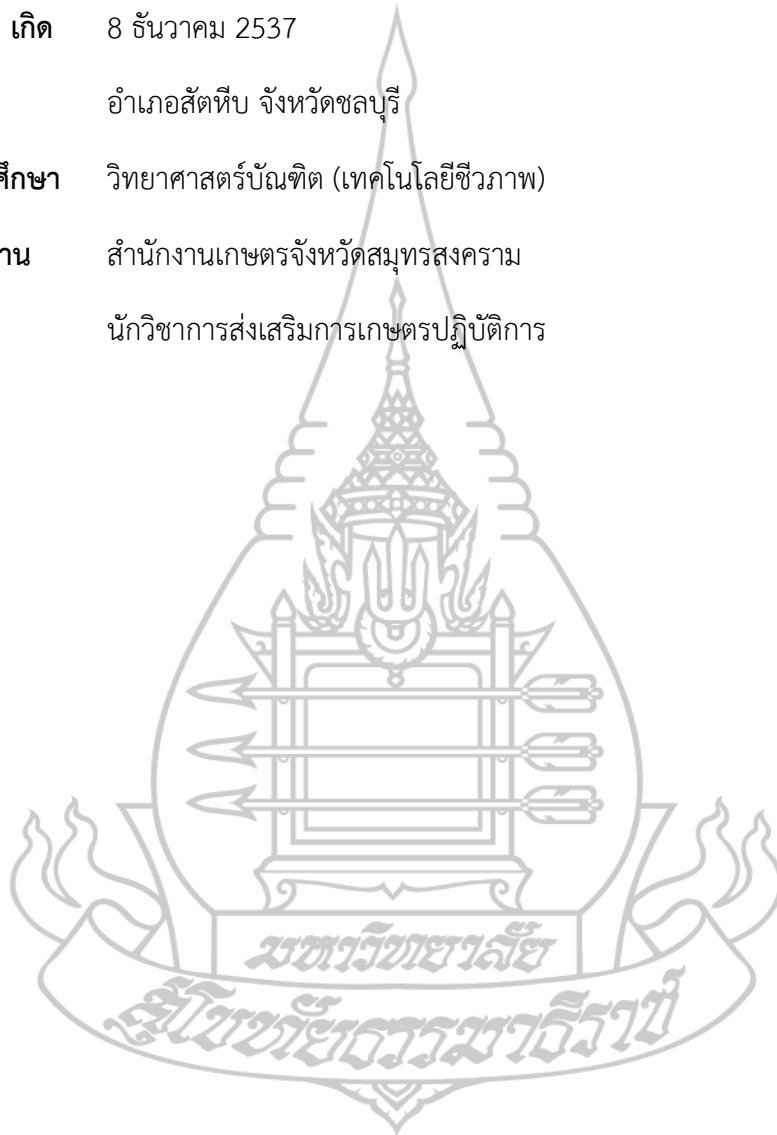 เกิด 8 ธันวาคม 2537
อำเภอสัตหีบ จังหวัดชลบุรี
ศึกษา วิทยาศาสตร์บัณฑิต (เทคโนโลยีชีวภาพ)
าน สำนักงานเกษตรจังหวัดสมุทรสงคราม
นักวิชาการส่งเสริมการเกษตรปฏิบัติการ
มหาวิทยาลัย
สุโขทัยธรรมาธิราช